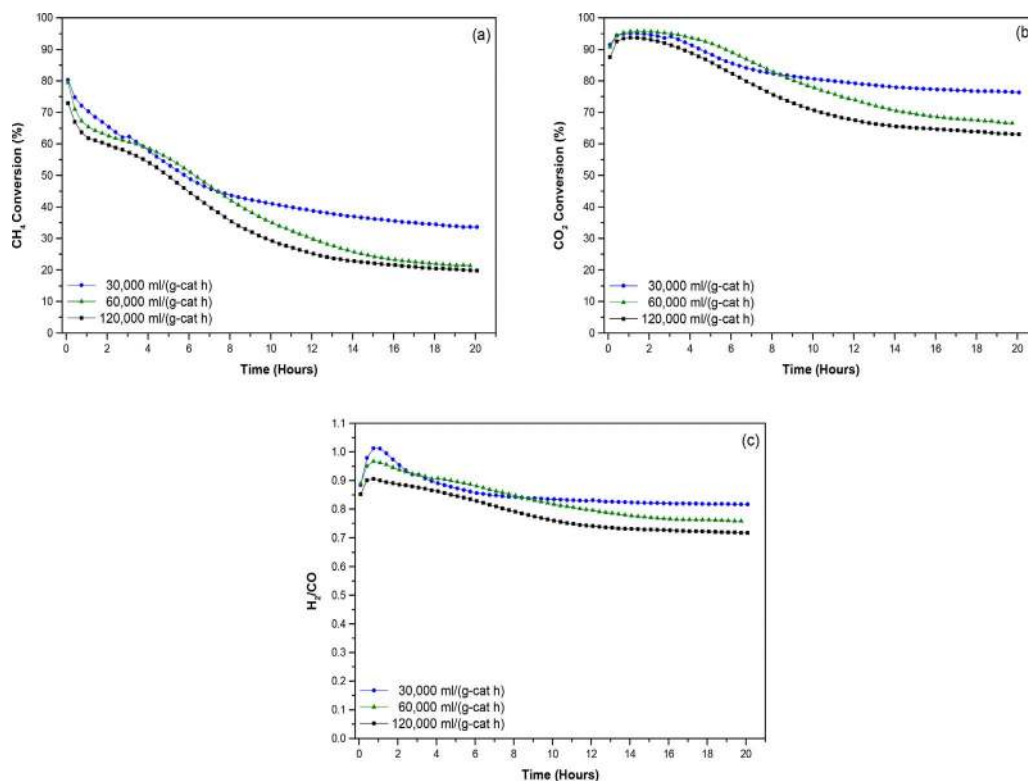 (a)
100
90
80
70
60
50
40
30
20
10
0
CH₄ Conversion (%)
30,000 ml/(g-cat h)
60,000 ml/(g-cat h)
120,000 ml/(g-cat h)
0 2 4 6 8 10 12 14 16 18 20
Time (Hours)
(b)
100
90
80
70
60
50
40
30
20
10
0
CO₂ Conversion (%)
30,000 ml/(g-cat h)
60,000 ml/(g-cat h)
120,000 ml/(g-cat h)
0 2 4 6 8 10 12 14 16 18 20
Time (Hours)
(c)
1.1
1.0
0.9
0.8
0.7
0.6
0.5
0.4
0.3
0.2
0.1
0.0
H₂/CO
30,000 ml/(g-cat h)
60,000 ml/(g-cat h)
120,000 ml/(g-cat h)
0 2 4 6 8 10 12 14 16 18 20
Time (Hours)